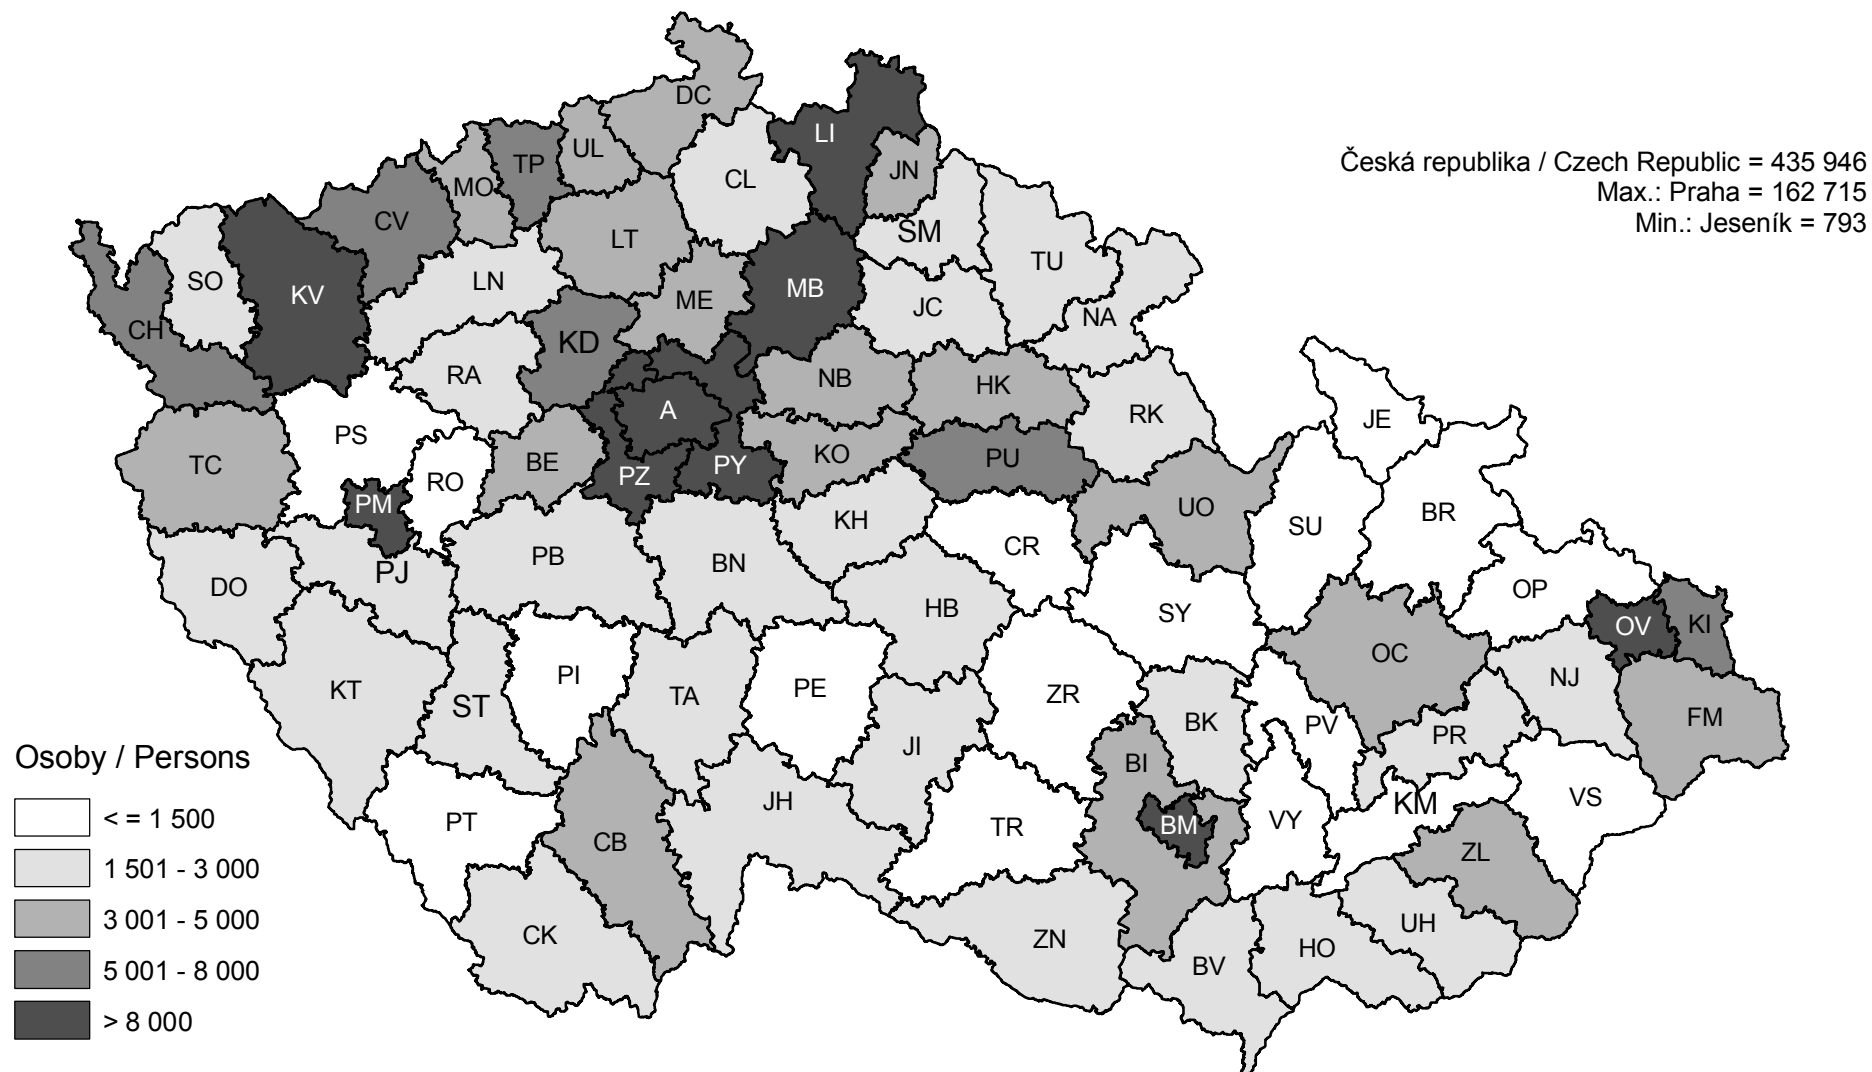 Česká republika / Czech Republic = 435 946
Max.: Praha = 162 715
Min.: Jeseník = 793
DC
LI
UL
TP
JN
CL
MO
CV
LT
SM
TU
SO
KV
LN
ME
MB
JC
NA
CH
KD
RA
NB
HK
A
RK
JE
PS
TC
BE
PZ
PY
KO
PU
RO
PM
KH
UO
BR
SU
CR
PB
BN
PJ
DO
HB
SY
OP
OV
KI
OC
KT
PI
TA
PE
ZR
NJ
ST
BK
PV
FM
PR
JI
BI
Osoby / Persons
< = 1 500
1 501 - 3 000
3 001 - 5 000
5 001 - 8 000
> 8 000
JH
KM
VS
PT
TR
BM
VY
CB
ZL
CK
ZN
UH
HO
BV